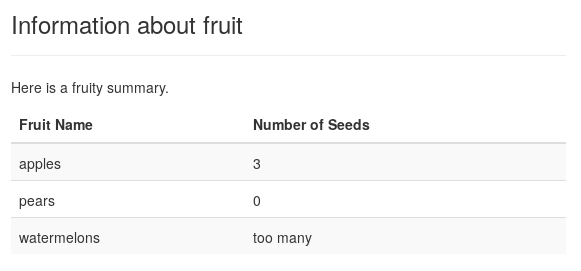 Information about fruit
Here is a fruity summary.
Fruit Name Number of Seeds
apples 3
pears 0
watermelons too many